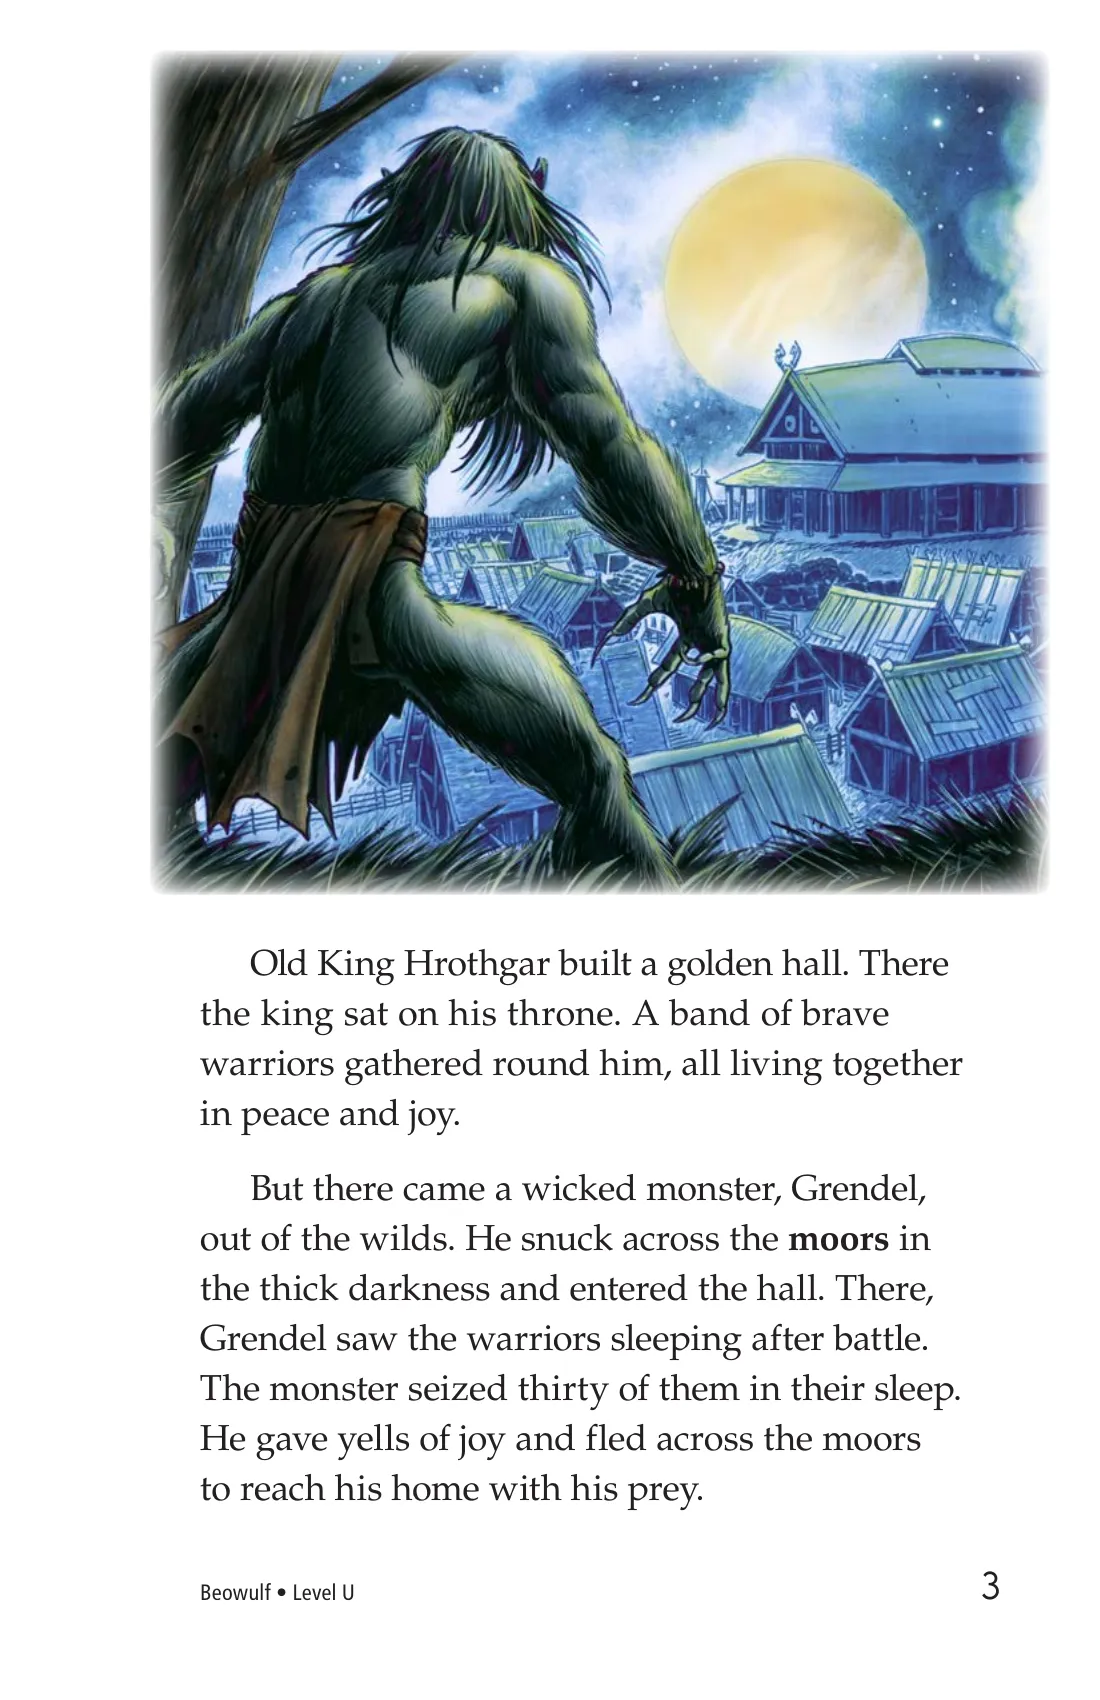 Old King Hrothgar built a golden hall. There
the king sat on his throne. A band of brave
warriors gathered round him, all living together
in peace and joy.
But there came a wicked monster, Grendel,
out of the wilds. He snuck across the moors in
the thick darkness and entered the hall. There,
Grendel saw the warriors sleeping after battle.
The monster seized thirty of them in their sleep.
He gave yells of joy and fled across the moors
to reach his home with his prey.
Beowulf • Level U
3